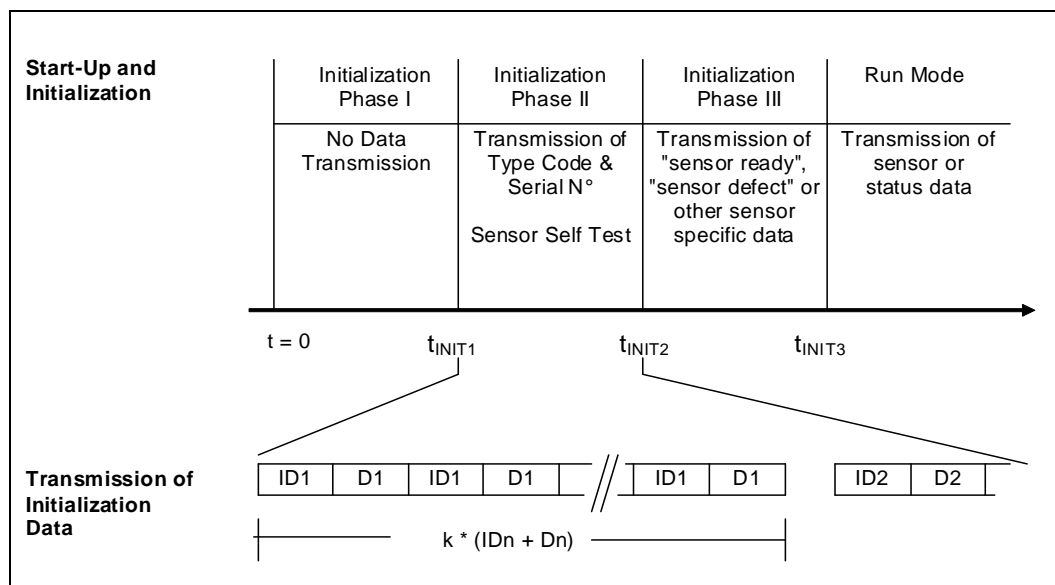 Start-Up and
Initialization
Initialization
Phase I
Initialization
Phase II
Initialization
Phase III
Run Mode
No Data
Transmission
Transmission of
Type Code &
Serial N°
Sensor Self Test
Transmission of
"sensor ready",
"sensor defect" or
other sensor
specific data
Transmission of
sensor or
status data
t = 0
tINIT1
tINIT2
tINIT3
Transmission of
Initialization
Data
ID1 D1 ID1 D1 ID1 D1 ID2 D2
k * (IDn + Dn)